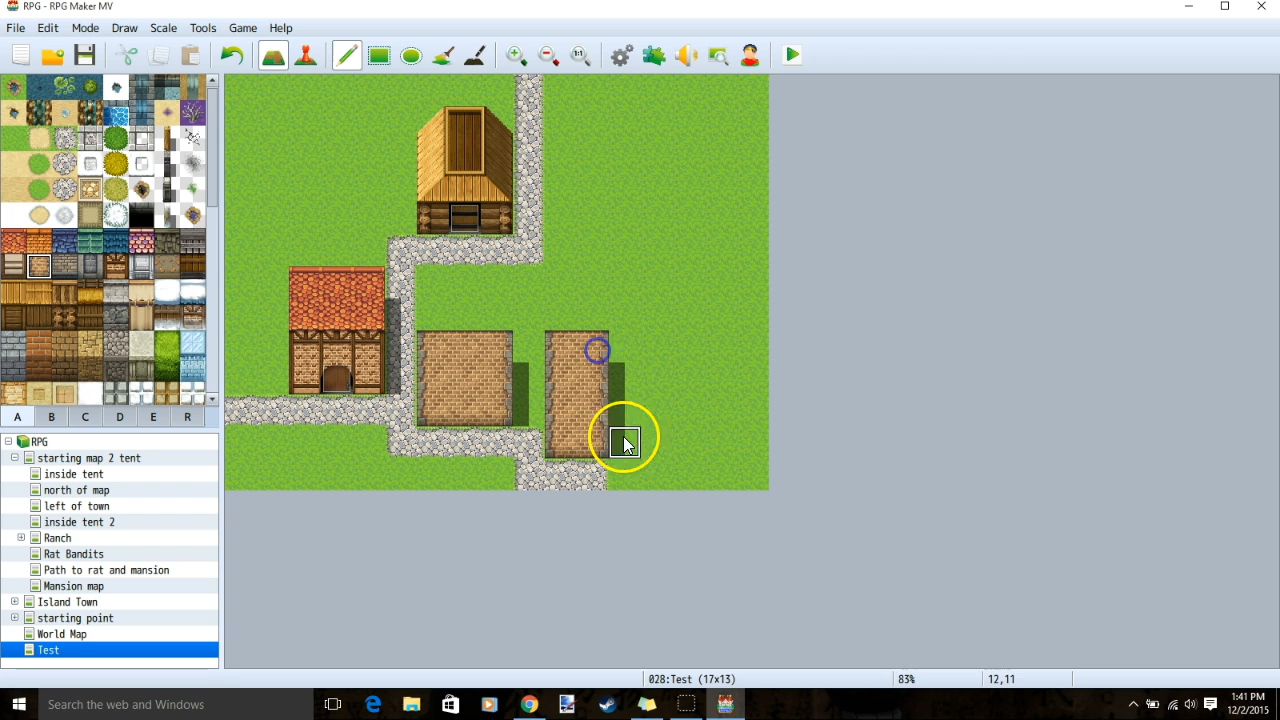 RPG - RPG Maker MV
File Edit Mode Draw Scale Tools Game Help
1:1
A B C D E R
RPG
starting map 2 tent
inside tent
north of map
left of town
inside tent 2
Ranch
Rat Bandits
Path to rat and mansion
Mansion map
Island Town
starting point
World Map
Test
028:Test (17x13) 83% 12,11
Search the web and Windows
1:41 PM
12/2/2015